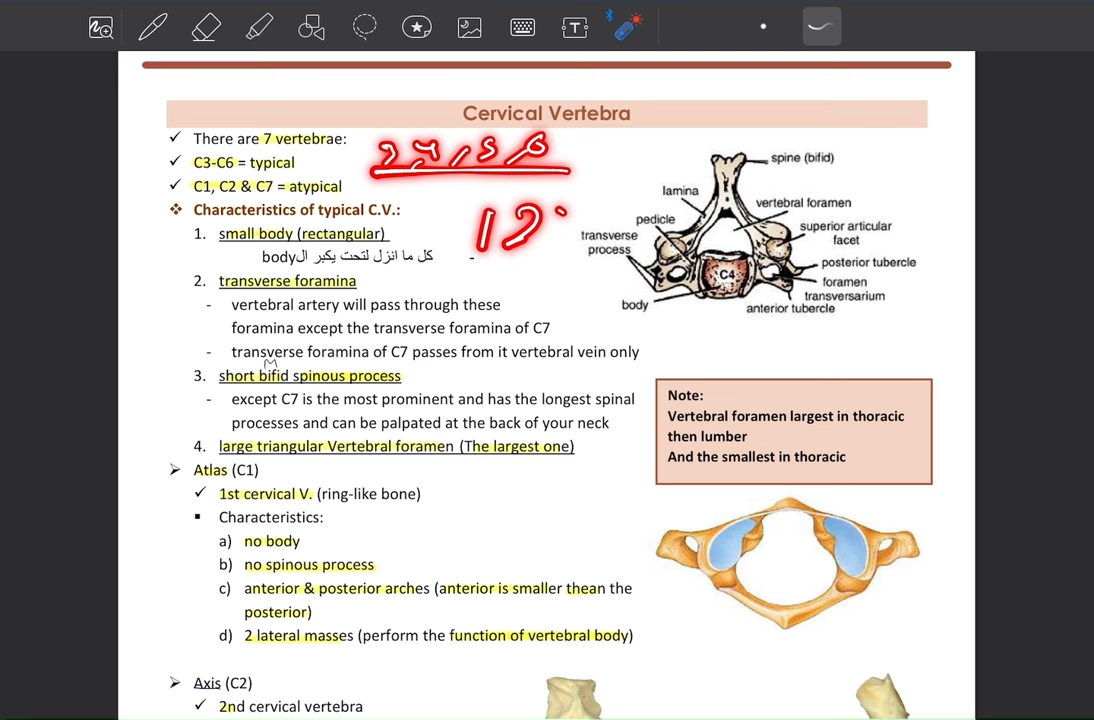 Cervical Vertebra
✓ There are 7 vertebrae:
✓ C3-C6 = typical
✓ C1, C2 & C7 = atypical
❖ Characteristics of typical C.V.:
1. small body (rectangular)
كل ما انزل لتحت يكبر الbody -
2. transverse foramina
- vertebral artery will pass through these
foramina except the transverse foramina of C7
- transverse foramina of C7 passes from it vertebral vein only
3. short bifid spinous process
- except C7 is the most prominent and has the longest spinal
processes and can be palpated at the back of your neck
4. large triangular Vertebral foramen (The largest one)
➢ Atlas (C1)
✓ 1st cervical V. (ring-like bone)
▪ Characteristics:
a) no body
b) no spinous process
c) anterior & posterior arches (anterior is smaller thean the
posterior)
d) 2 lateral masses (perform the function of vertebral body)
➢ Axis (C2)
✓ 2nd cervical vertebra
spine (bifid)
lamina
vertebral foramen
pedicle
superior articular
facet
transverse
process
posterior tubercle
C4
foramen
transversarium
body
anterior tubercle
Note:
Vertebral foramen largest in thoracic
then lumber
And the smallest in thoracic